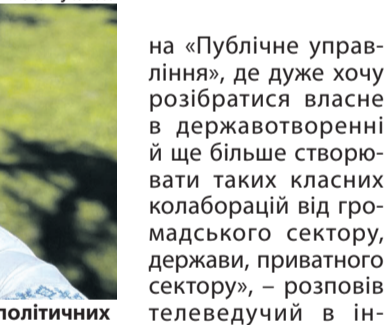 на «Публічне управ-
ління», де дуже хочу
розібратися власне
в державотворенні
й ще більше створю-
вати таких класних
колаборацій від гро-
мадського сектору,
держави, приватного
сектору», – розповів
телеведучий в ін-
політичних